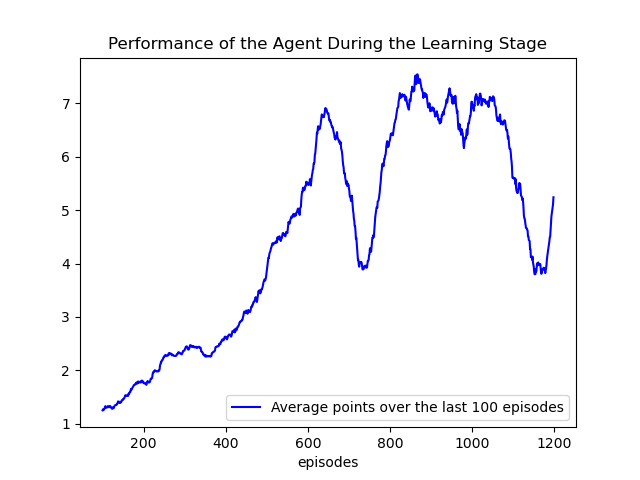 Performance of the Agent During the Learning Stage
7
6
5
4
3
2
1
Average points over the last 100 episodes
200 400 600 800 1000 1200
episodes